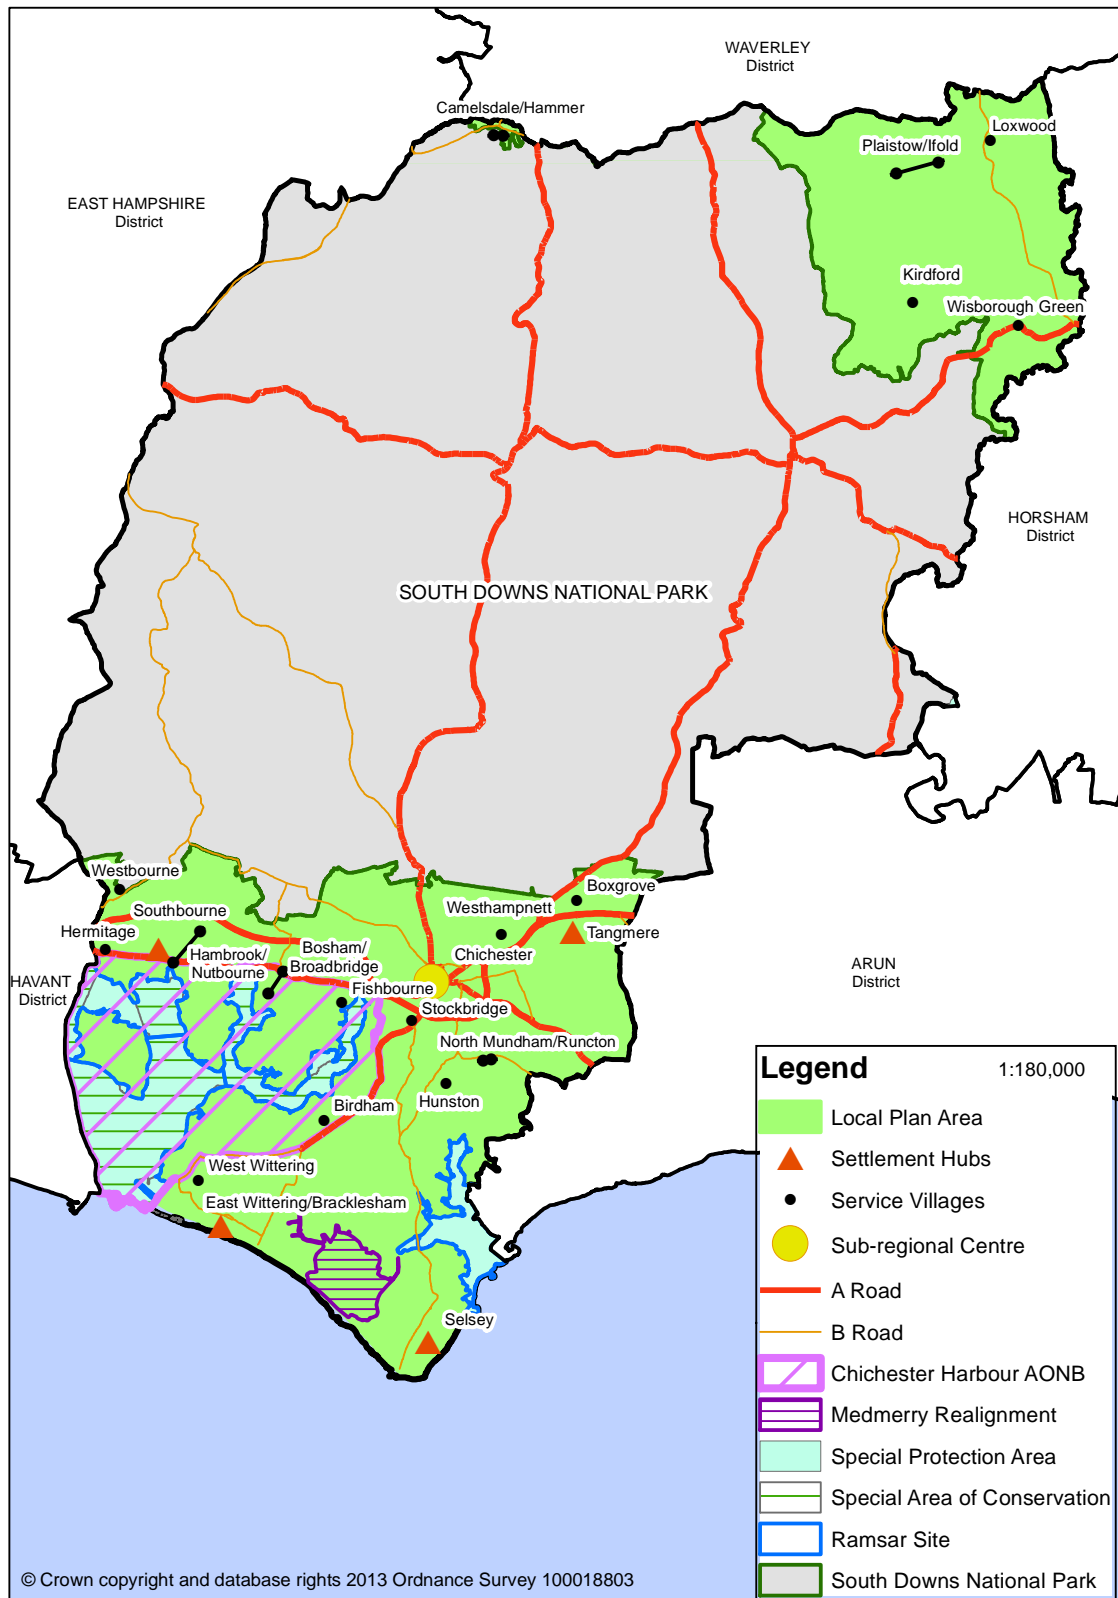 WAVERLEY
District
Camelsdale/Hammer
Loxwood
Plaistow/Ifold
EAST HAMPSHIRE
District
Kirdford
Wisborough Green
HORSHAM
District
SOUTH DOWNS NATIONAL PARK
Westbourne
Boxgrove
Southbourne
Westhampnett
Hermitage
Tangmere
Hambrook/
Nutbourne
Bosham/
Broadbridge
Chichester
HAVANT
District
ARUN
District
Fishbourne
Stockbridge
North Mundham/Runcton
Hunston
Birdham
West Wittering
East Wittering/Bracklesham
Selsey
Legend 1:180,000
Local Plan Area
Settlement Hubs
Service Villages
Sub-regional Centre
A Road
B Road
Chichester Harbour AONB
Medmerry Realignment
Special Protection Area
Special Area of Conservation
Ramsar Site
South Downs National Park
© Crown copyright and database rights 2013 Ordnance Survey 100018803